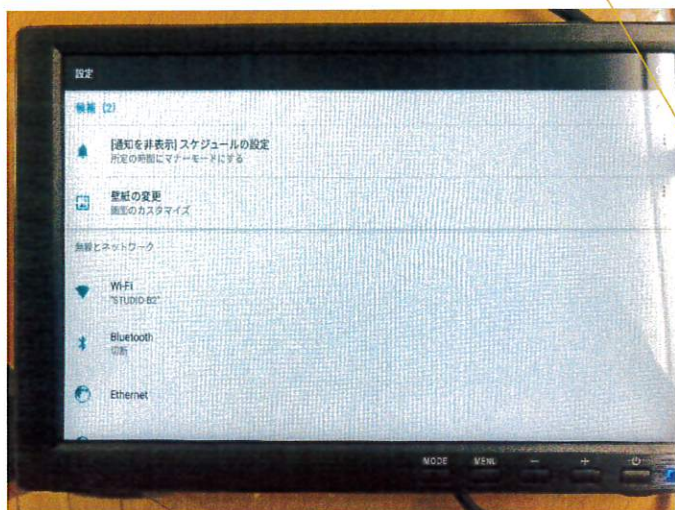 設定
候補 (2)
[通知を非表示] スケジュールの設定
所定の時間にマナーモードにする
壁紙の変更
画面のカスタマイズ
無線とネットワーク
Wi-Fi
"STUDIO-B2"
Bluetooth
切断
Ethernet
MODE MENU − +